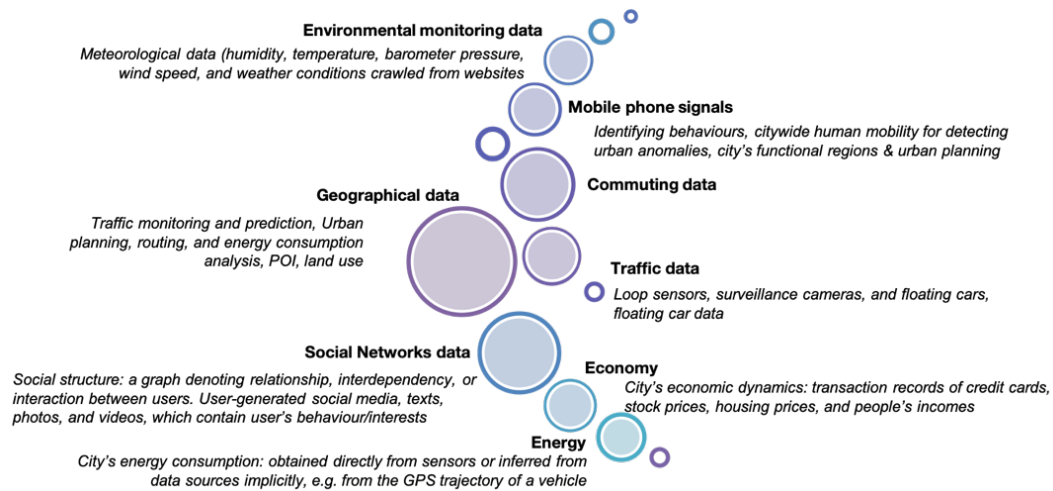 Environmental monitoring data
Meteorological data (humidity, temperature, barometer pressure,
wind speed, and weather conditions crawled from websites
Mobile phone signals
Identifying behaviours, citywide human mobility for detecting
urban anomalies, city's functional regions & urban planning
Commuting data
Geographical data
Traffic monitoring and prediction, Urban
planning, routing, and energy consumption
analysis, POI, land use
Traffic data
Loop sensors, surveillance cameras, and floating cars,
floating car data
Social Networks data
Social structure: a graph denoting relationship, interdependency, or
interaction between users. User-generated social media, texts,
photos, and videos, which contain user's behaviour/interests
Economy
City's economic dynamics: transaction records of credit cards,
stock prices, housing prices, and people's incomes
Energy
City's energy consumption: obtained directly from sensors or inferred from
data sources implicitly, e.g. from the GPS trajectory of a vehicle